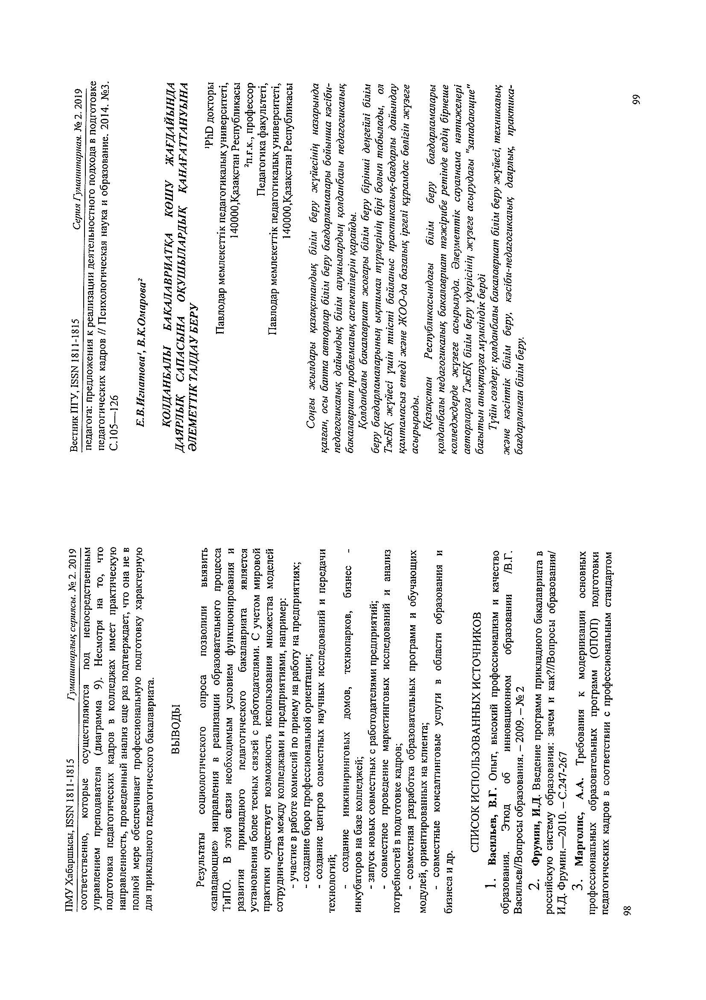 ПМУ Хабаршысы, ISSN 1811-1815 Гуманитарлық сериясы. № 2. 2019
соответственно, которые осуществляются под непосредственным
управлением преподавателя (диаграмма 9). Несмотря на то, что
подготовка педагогических кадров в колледжах имеет практическую
направленность, проведенный анализ еще раз подтверждает, что она не в
полной мере обеспечивает профессиональную подготовку характерную
для прикладного педагогического бакалавриата.
ВЫВОДЫ
Результаты социологического опроса позволили выявить
«западающие» направления в реализации образовательного процесса
ТиПО. В этой связи необходимым условием функционирования и
развития прикладного педагогического бакалавриата является
установления более тесных связей с работодателями. С учетом мировой
практики существует возможность использования множества моделей
сотрудничества между колледжами и предприятиями, например:
- участие в работе комиссий по приему на работу на предприятиях;
- создание бюро профессиональной ориентации;
- создание центров совместных научных исследований и передачи
технологий;
- создание инжиниринговых домов, технопарков, бизнес -
инкубаторов на базе колледжей;
- запуск новых совместных с работодателями предприятий;
- совместное проведение маркетинговых исследований и анализ
потребностей в подготовке кадров;
- совместная разработка образовательных программ и обучающих
модулей, ориентированных на клиента;
- совместные консалтинговые услуги в области образования и
бизнеса и др.
СПИСОК ИСПОЛЬЗОВАННЫХ ИСТОЧНИКОВ
1. Васильев, В.Г. Опыт, высокий профессионализм и качество
образования. Этюд об инновационном образовании /В.Г.
Васильев//Вопросы образования. – 2009. – № 2
2. Фрумин, И.Д. Введение программ прикладного бакалавриата в
российскую систему образования: зачем и как?//Вопросы образования/
И.Д. Фрумин.—2010. – С.247-267
3. Марголис, А.А. Требования к модернизации основных
профессиональных образовательных программ (ОПОП) подготовки
педагогических кадров в соответствии с профессиональным стандартом
98
Вестник ПГУ, ISSN 1811-1815 Серия Гуманитарная. № 2. 2019
педагога: предложения к реализации деятельностного подхода в подготовке
педагогических кадров // Психологическая наука и образование. 2014. №3.
С.105—126
Е.В.Игнатова¹, В.К.Омарова²
ҚОЛДАНБАЛЫ БАКАЛАВРИАТҚА КӨШУ ЖАҒДАЙЫНДА
ДАЯРЛЫҚ САПАСЫНА ОҚУШЫЛАРДЫҚ ҚАНАҒАТТАНУЫНА
ӘЛЕМЕТТІК ТАЛДАУ БЕРУ
¹PhD докторы
Павлодар мемлекеттік педагогикалық университеті,
140000,Қазақстан Республикасы
²п.ғ.к., профессор
Педагогика факультеті,
Павлодар мемлекеттік педагогикалық университеті,
140000,Қазақстан Республикасы
Соңғы жылдары қазақстандық білім беру жүйесінің назарында
қалған, осы бапта авторлар білім беру бағдарламалары бойынша кәсіби-
педагогикалық дайындық білім алушылардың қолданбалы педагогикалық
бакалавриат проблемалық аспектілерін қарайды.
Қолданбалы бакалавриат жоғары білім беру бірінші деңгейлі білім
беру бағдарламаларының ықтимал түрлерінің бірі болып табылады, ол
ТжБҚ жүйесі үшін тиісті байланыс практикалық-бағдарлы дайындау
қамтамасыз етеді және ЖОО-да базалық іргелі құрамдас бөлігін жүзеге
асырырады.
Қазақстан Республикасындағы білім беру бағдарламалары
қолданбалы педагогикалық бакалавриат тәжірибе ретінде елдің бірнеше
колледждерде жүзеге асырылуда. Әлеуметтік сауалнама нәтижелері
авторларға ТжБҚ білім беру үдерісінің жүзеге асырудағы "западающие"
бағытын анықтауға мүмкіндік берді
Түйін сөздер: қолданбалы бакалавриат білім беру жүйесі, техникалық
және кәсіптік білім беру, кәсіби-педагогикалық даярлық, практика-
бағдарланған білім беру.
99